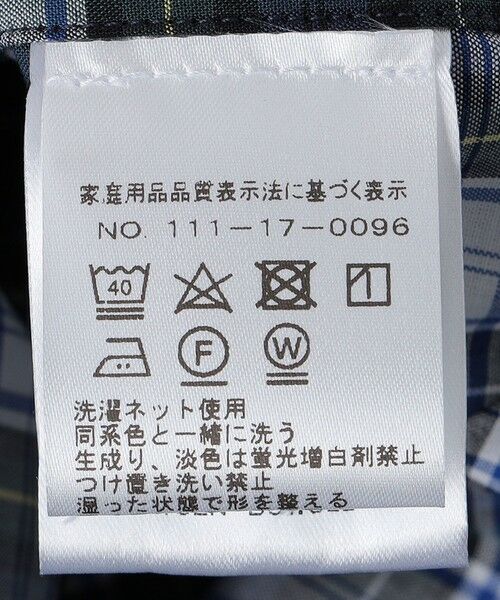 家庭用品品質表示法に基づく表示
NO. 111-17-0096
40
F W
洗濯ネット使用
同系色と一緒に洗う
生成り、淡色は蛍光増白剤禁止
つけ置き洗い禁止
湿った状態で形を整える